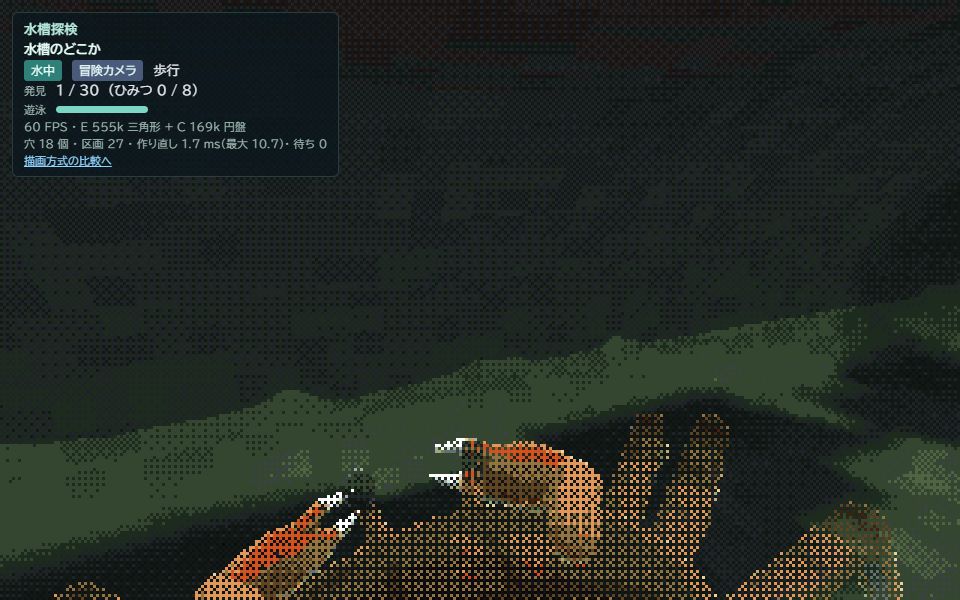 水槽探検
水槽のどこか
水中 冒険カメラ 歩行
発見 1 / 30（ひみつ 0 / 8）
遊泳
60 FPS・E 555k 三角形 + C 169k 円盤
穴 18 個・区画 27・作り直し 1.7 ms(最大 10.7)・待ち 0
描画方式の比較へ